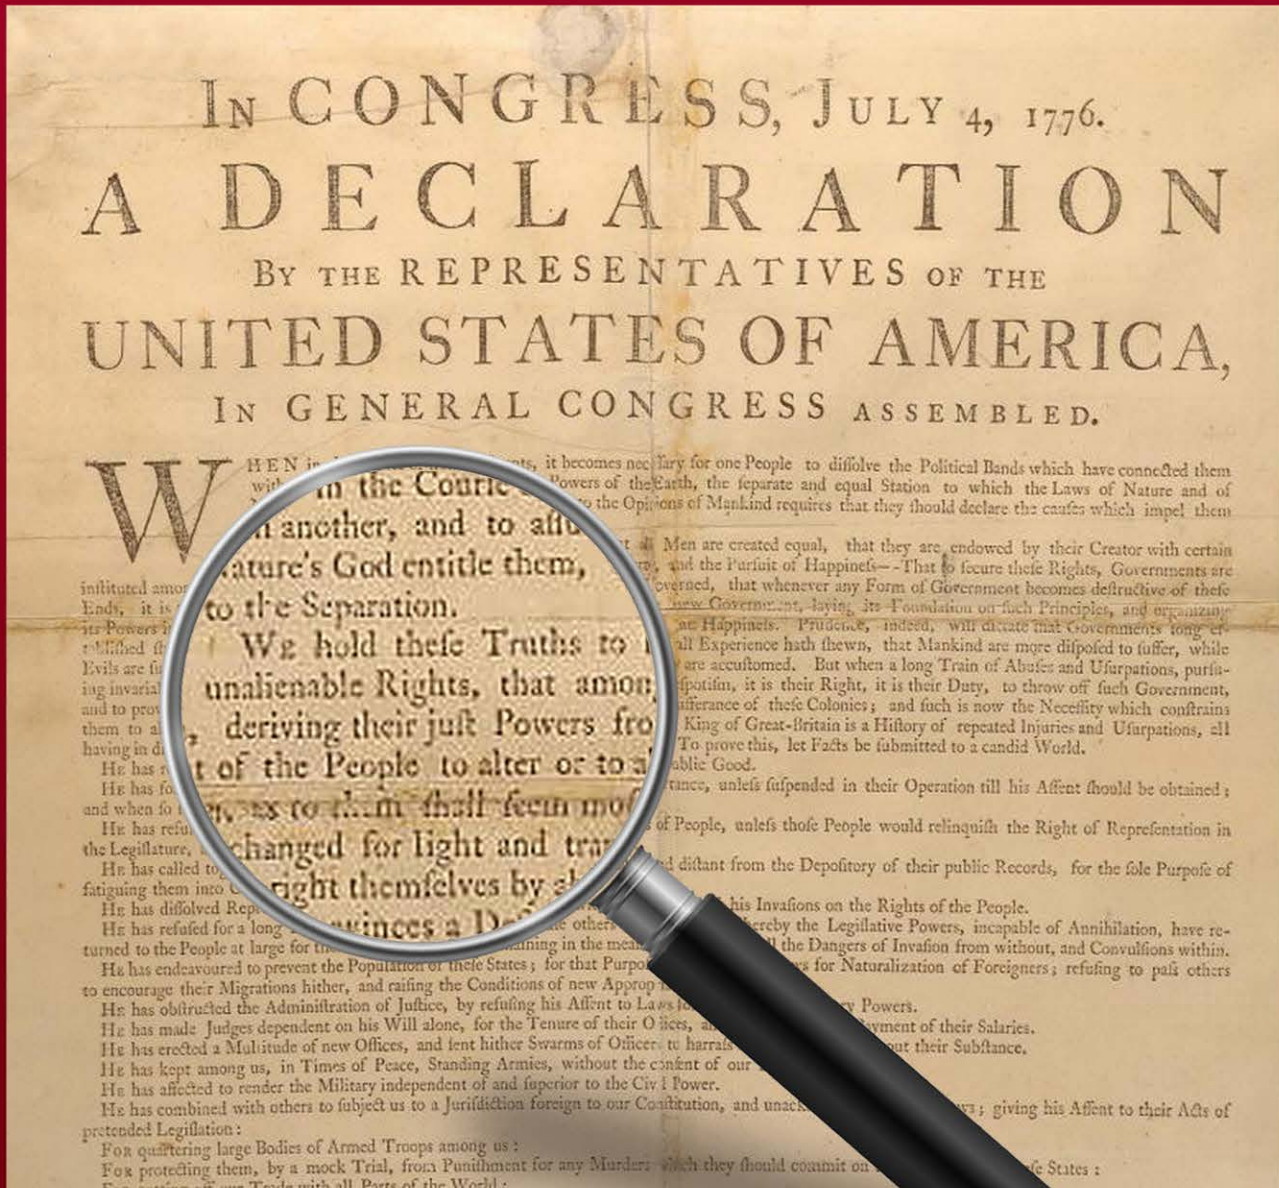 IN CONGRESS, JULY 4, 1776.
A DECLARATION
BY THE REPRESENTATIVES OF THE
UNITED STATES OF AMERICA,
IN GENERAL CONGRESS ASSEMBLED.
WHEN in it becomes for one People to diſſolve the Political Bands which have connected them
Powers of the Earth, the ſeparate and equal Station to which the Laws of Nature and of
to the Opinions of Mankind requires that they ſhould declare the cauſes which impel them
Men are created equal, that they are endowed by their Creator with certain
and the Purſuit of Happineſs--That to ſecure theſe Rights, Governments are
inſtituted that whenever any Form of Government becomes deſtructive of theſe
Ends, it is new Government, laying its Foundation on ſuch Principles, and organizing
its Powers Happineſs. Prudence, indeed, will dictate that Governments long eſ-
all Experience hath ſhewn, that Mankind are more diſpoſed to ſuffer, while
Evils are are accuſtomed. But when a long Train of Abuſes and Uſurpations, purſu-
ing it is their Right, it is their Duty, to throw off ſuch Government,
and to of theſe Colonies; and ſuch is now the Neceſſity which conſtrains
them to King of Great-Britain is a Hiſtory of repeated Injuries and Uſurpations, all
having in To prove this, let Facts be ſubmitted to a candid World.
HE has Good.
HE has unleſs ſuſpended in their Operation till his Aſſent ſhould be obtained;
and when ſo
HE has of People, unleſs thoſe People would relinquiſh the Right of Repreſentation in
the Legiſlature,
HE has called diſtant from the Depoſitory of their public Records, for the ſole Purpoſe of
fatiguing them into
HE has diſſolved his Invaſions on the Rights of the People.
HE has refuſed for a long others the Legiſlative Powers, incapable of Annihilation, have re-
turned to the People at large for in the the Dangers of Invaſion from without, and Convulſions within.
HE has endeavoured to prevent the Population of theſe States; for that for Naturalization of Foreigners; refuſing to paſs others
to encourage their Migrations hither, and raiſing the Conditions of new
HE has obſtructed the Adminiſtration of Juſtice, by refuſing his Aſſent to Laws Powers.
HE has made Judges dependent on his Will alone, for the Tenure of their Offices, of their Salaries.
HE has erected a Multitude of new Offices, and ſent hither Swarms of Officers to their Subſtance.
HE has kept among us, in Times of Peace, Standing Armies, without the conſent of our
HE has affected to render the Military independent of and ſuperior to the Civil Power.
HE has combined with others to ſubject us to a Juriſdiction foreign to our Conſtitution, and giving his Aſſent to their Acts of
pretended Legiſlation:
FOR quartering large Bodies of Armed Troops among us:
FOR protecting them, by a mock Trial, from Puniſhment for any Murders which they ſhould commit on States:
Trade with all Parts of the World:
in the Courſe
another, and to
God entitle them,
to the Separation.
WE hold theſe Truths to
unalienable Rights, that
deriving their juſt Powers
of the People to alter or to
as to them ſhall ſeem
changed for light and
right themſelves by
a